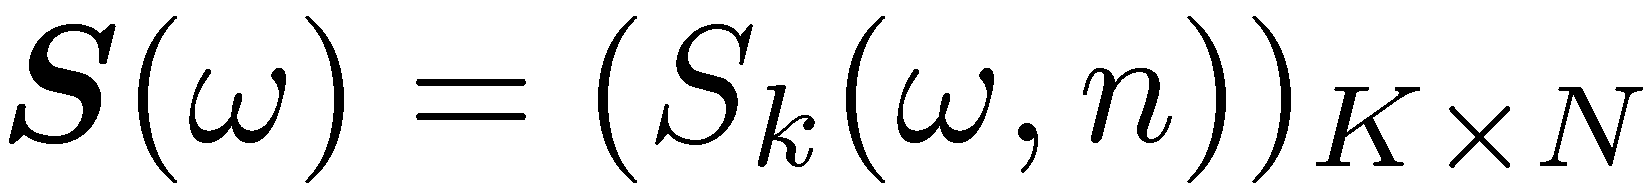 𝑺(ω) = (S_k(ω, n))_{K×N}